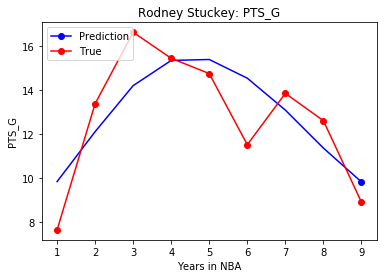 Rodney Stuckey: PTS_G
Prediction
True
PTS_G
16
14
12
10
8
1 2 3 4 5 6 7 8 9
Years in NBA